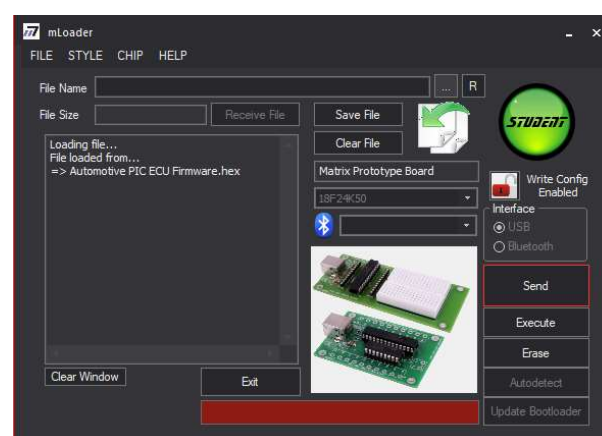 mLoader
FILE STYLE CHIP HELP
File Name
... R
File Size
Receive File
Save File
Clear File
STUDENT
Loading file...
File loaded from...
=> Automotive PIC ECU Firmware.hex
Matrix Prototype Board
18F24K50
Write Config
Enabled
Interface
USB
Bluetooth
Send
Execute
Erase
Autodetect
Update Bootloader
Clear Window
Exit